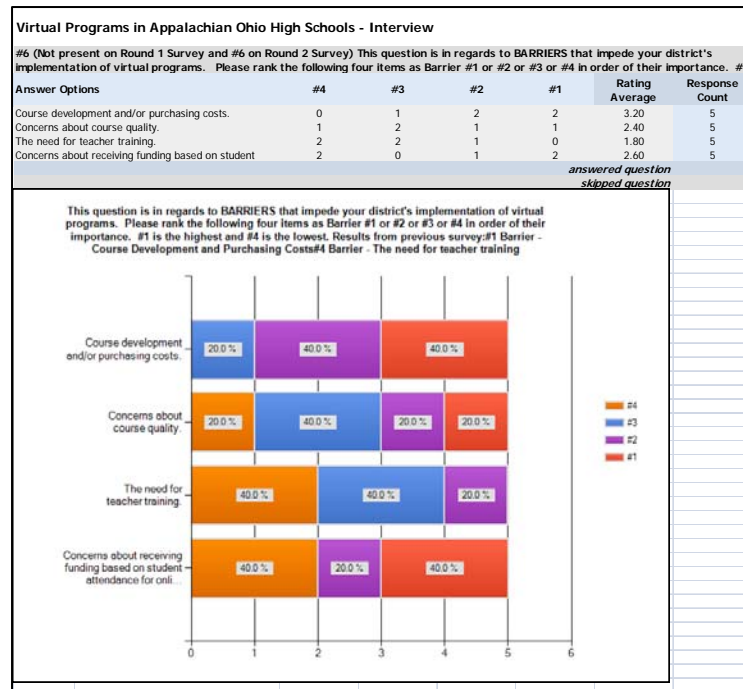 Virtual Programs in Appalachian Ohio High Schools - Interview
#6 (Not present on Round 1 Survey and #6 on Round 2 Survey) This question is in regards to BARRIERS that impede your district's
implementation of virtual programs. Please rank the following four items as Barrier #1 or #2 or #3 or #4 in order of their importance. #
Answer Options #4 #3 #2 #1 Rating Average Response Count
Course development and/or purchasing costs. 0 1 2 2 3.20 5
Concerns about course quality. 1 2 1 1 2.40 5
The need for teacher training. 2 2 1 0 1.80 5
Concerns about receiving funding based on student 2 0 1 2 2.60 5
answered question
skipped question
This question is in regards to BARRIERS that impede your district's implementation of virtual
programs. Please rank the following four items as Barrier #1 or #2 or #3 or #4 in order of their
importance. #1 is the highest and #4 is the lowest. Results from previous survey:#1 Barrier -
Course Development and Purchasing Costs#4 Barrier - The need for teacher training
Course development
and/or purchasing costs.
20.0 % 40.0 % 40.0 %
Concerns about
course quality.
20.0 % 40.0 % 20.0 % 20.0 %
The need for
teacher training.
40.0 % 40.0 % 20.0 %
Concerns about receiving
funding based on student
attendance for onli...
40.0 % 20.0 % 40.0 %
#4
#3
#2
#1
0 1 2 3 4 5 6